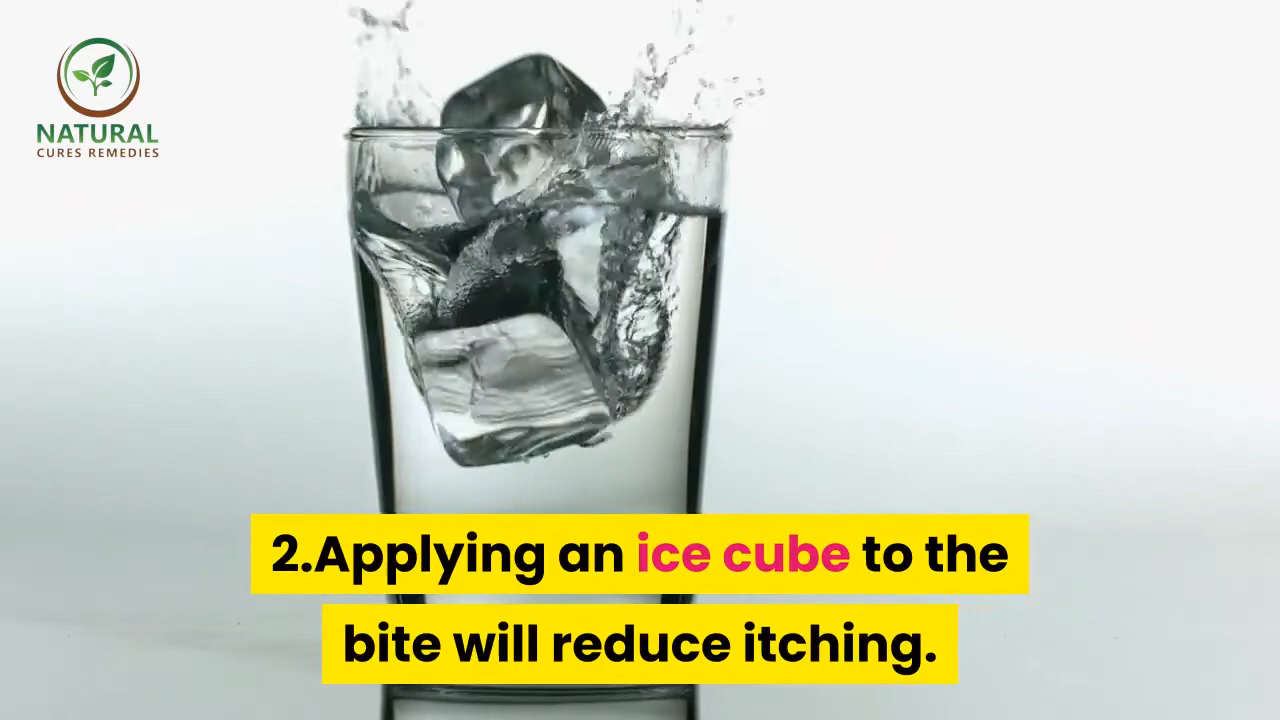 NATURAL
CURES REMEDIES
2.Applying an ice cube to the
bite will reduce itching.